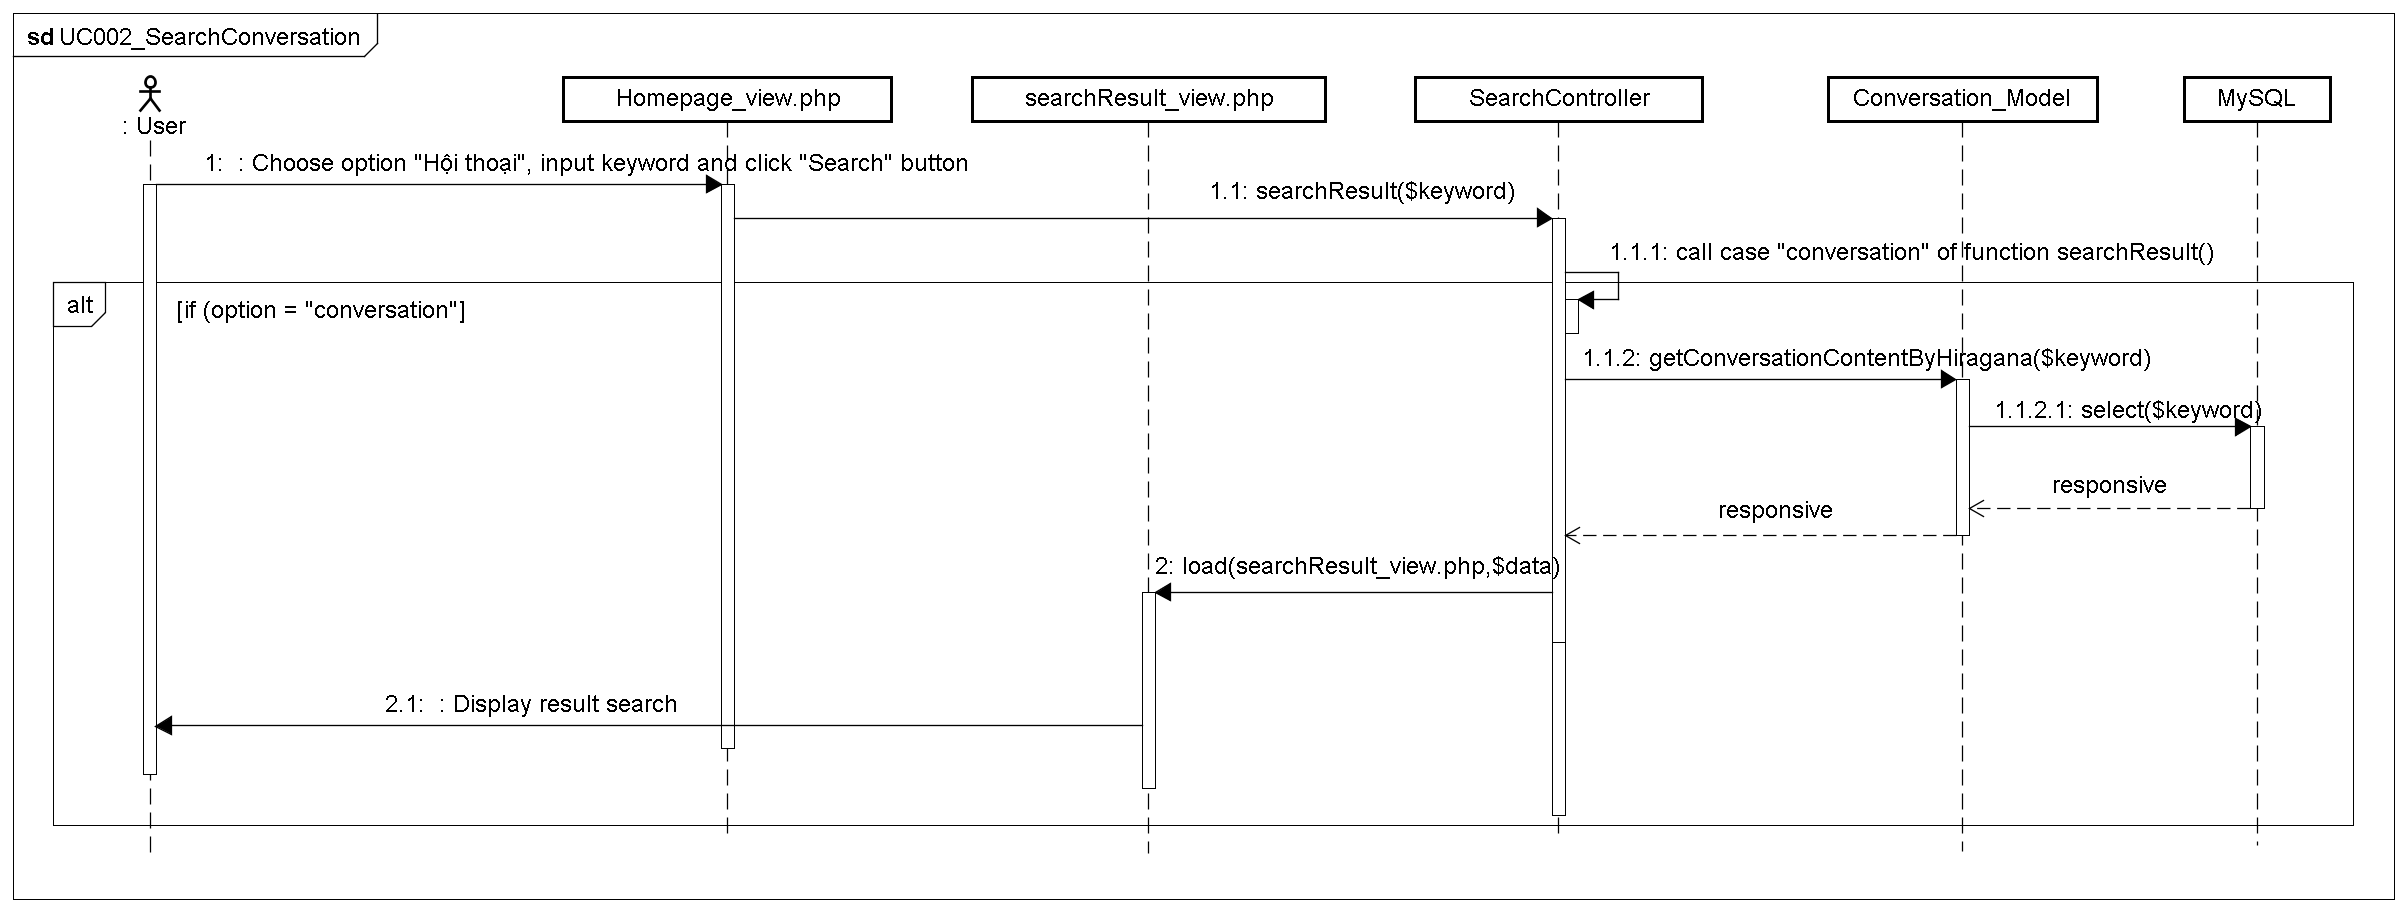 sd UC002_SearchConversation
: User
Homepage_view.php
searchResult_view.php
SearchController
Conversation_Model
MySQL
1:  : Choose option "Hội thoại", input keyword and click "Search" button
1.1: searchResult($keyword)
1.1.1: call case "conversation" of function searchResult()
alt
[if (option = "conversation"]
1.1.2: getConversationContentByHiragana($keyword)
1.1.2.1: select($keyword)
responsive
responsive
2: load(searchResult_view.php,$data)
2.1:  : Display result search